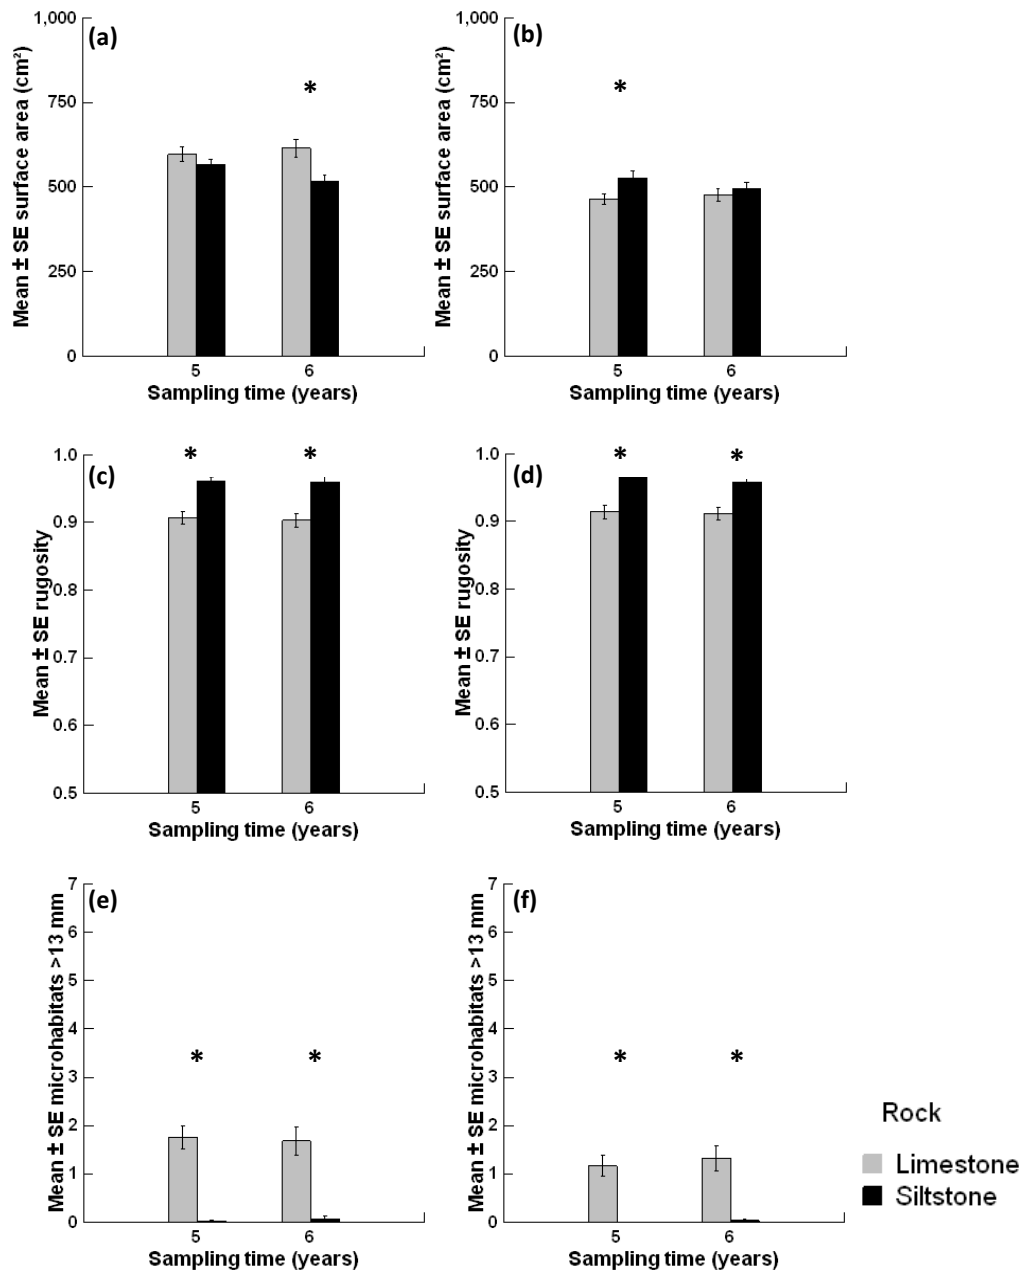 (a)
Mean ± SE surface area (cm²)
1,000
750
500
250
0
*
5
6
Sampling time (years)
(b)
Mean ± SE surface area (cm²)
1,000
750
500
250
0
*
5
6
Sampling time (years)
(c)
Mean ± SE rugosity
1.0
0.9
0.8
0.7
0.6
0.5
*
*
5
6
Sampling time (years)
(d)
Mean ± SE rugosity
1.0
0.9
0.8
0.7
0.6
0.5
*
*
5
6
Sampling time (years)
(e)
Mean ± SE microhabitats >13 mm
7
6
5
4
3
2
1
0
*
*
5
6
Sampling time (years)
(f)
Mean ± SE microhabitats >13 mm
7
6
5
4
3
2
1
0
*
*
5
6
Sampling time (years)
Rock
Limestone
Siltstone